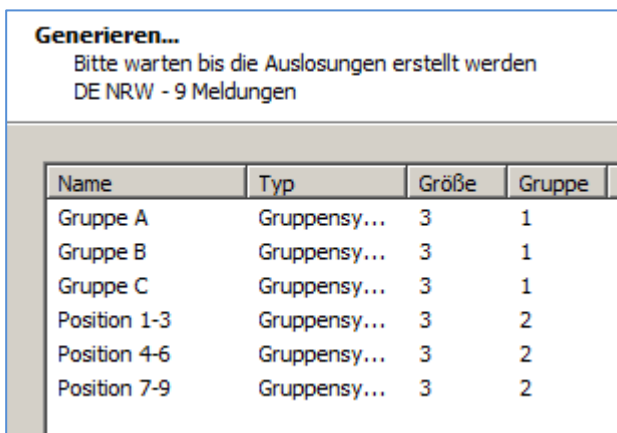 Generieren...
Bitte warten bis die Auslosungen erstellt werden
DE NRW - 9 Meldungen
Name Typ Größe Gruppe
Gruppe A Gruppensy... 3 1
Gruppe B Gruppensy... 3 1
Gruppe C Gruppensy... 3 1
Position 1-3 Gruppensy... 3 2
Position 4-6 Gruppensy... 3 2
Position 7-9 Gruppensy... 3 2